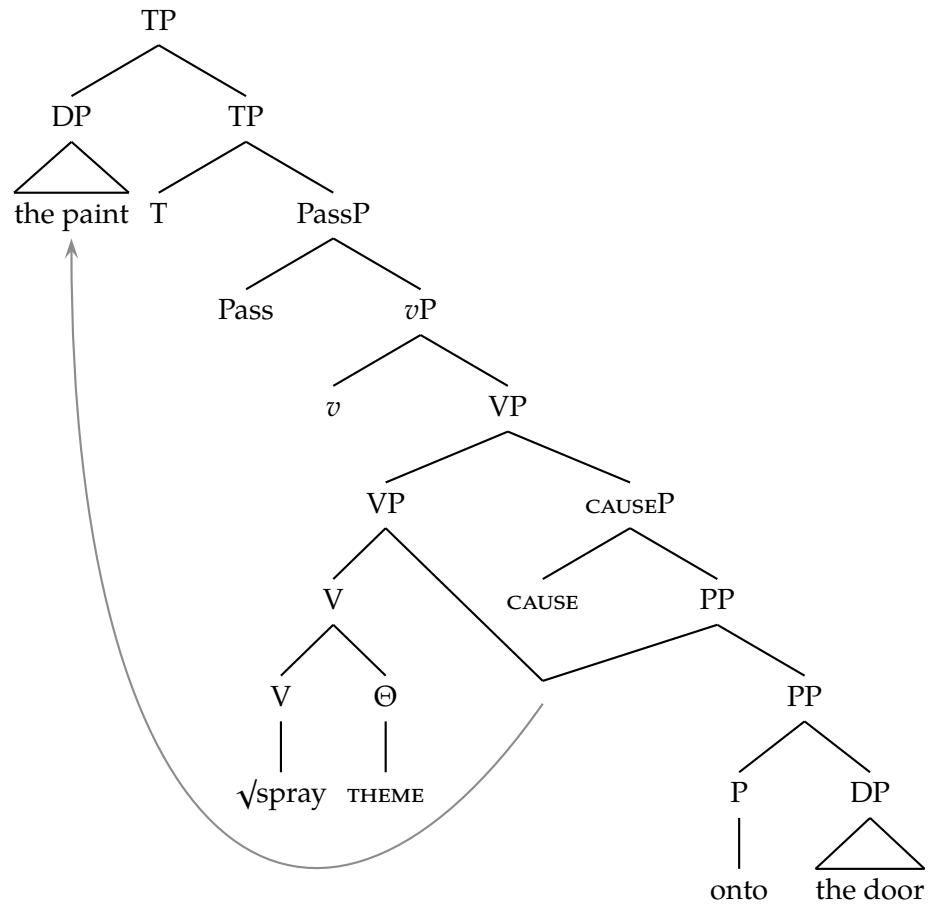 TP
DP TP
the paint T PassP
Pass vP
v VP
VP CAUSEP
V CAUSE PP
V Θ PP
√spray THEME P DP
onto the door